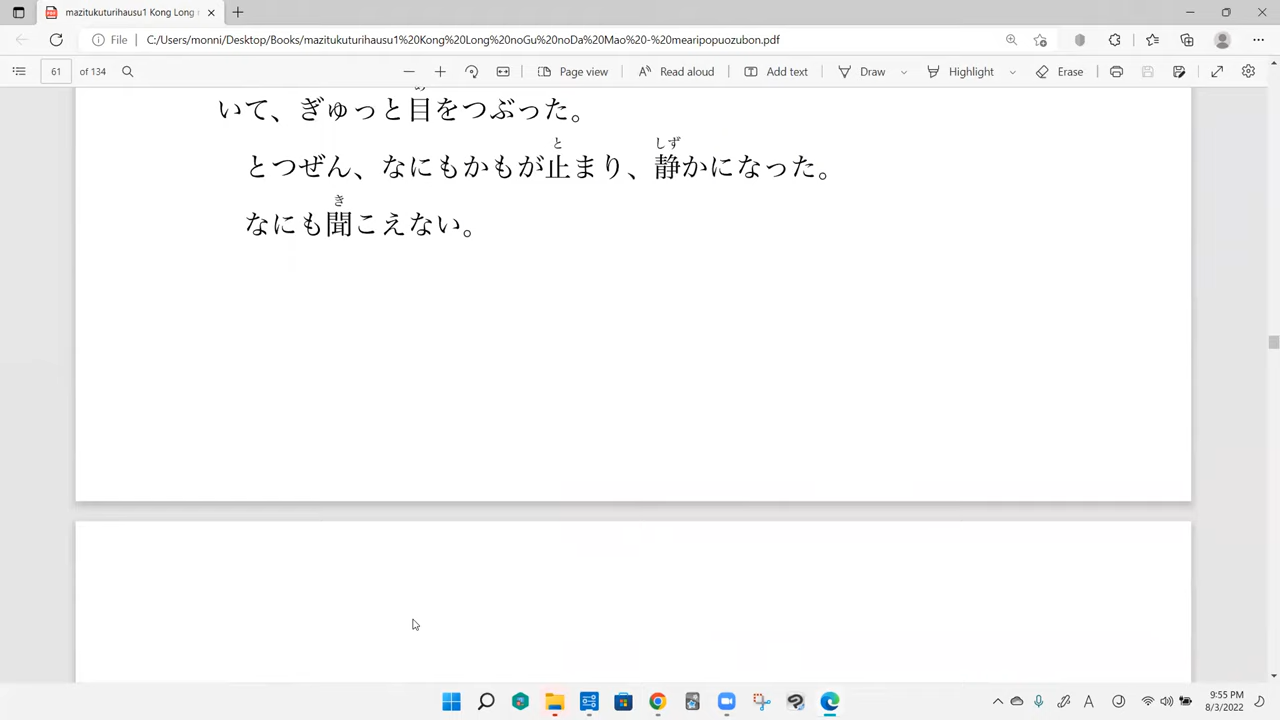 mazitukuturihausu1 Kong Long
File
C:/Users/monni/Desktop/Books/mazitukuturihausu1%20Kong%20Long%20noGu%20noDa%20Mao%20-%20mearipopuozubon.pdf
61 of 134
Page view
Read aloud
Add text
Draw
Highlight
Erase
いて、ぎゅっと目をつぶった。
と しず
とつぜん、なにもかもが止まり、静かになった。
き
なにも聞こえない。
A
9:55 PM
8/3/2022